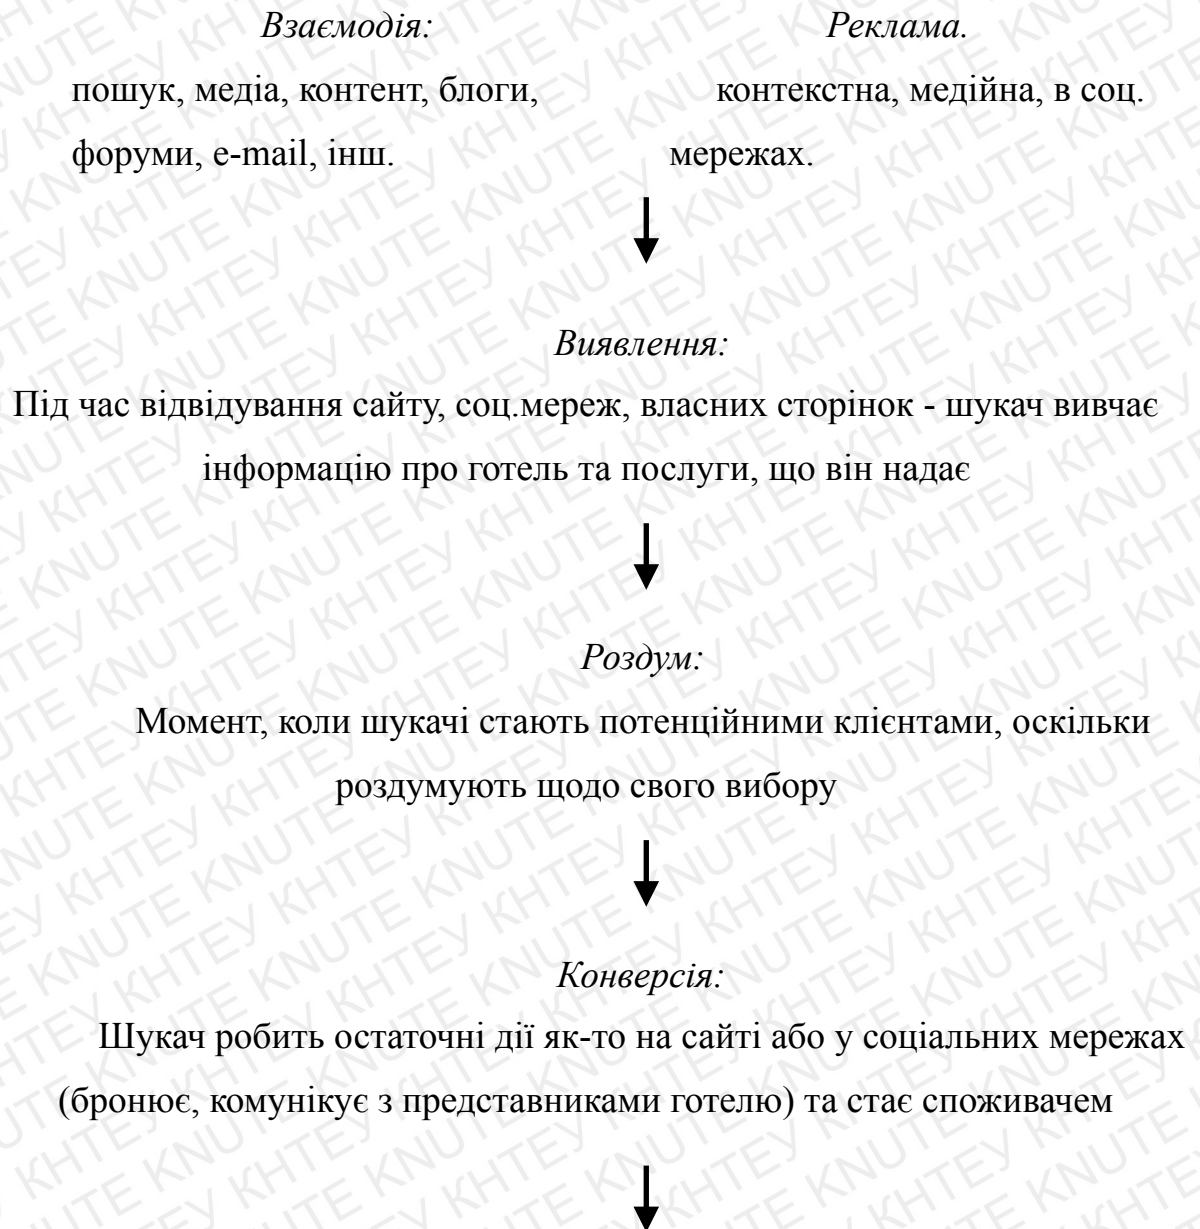 Взаємодія:
пошук, медіа, контент, блоги,
форуми, e-mail, інш.
Реклама.
контекстна, медійна, в соц.
мережах.
Виявлення:
Під час відвідування сайту, соц.мереж, власних сторінок - шукач вивчає
інформацію про готель та послуги, що він надає
Роздум:
Момент, коли шукачі стають потенційними клієнтами, оскільки
роздумують щодо свого вибору
Конверсія:
Шукач робить остаточні дії як-то на сайті або у соціальних мережах
(бронює, комунікує з представниками готелю) та стає споживачем